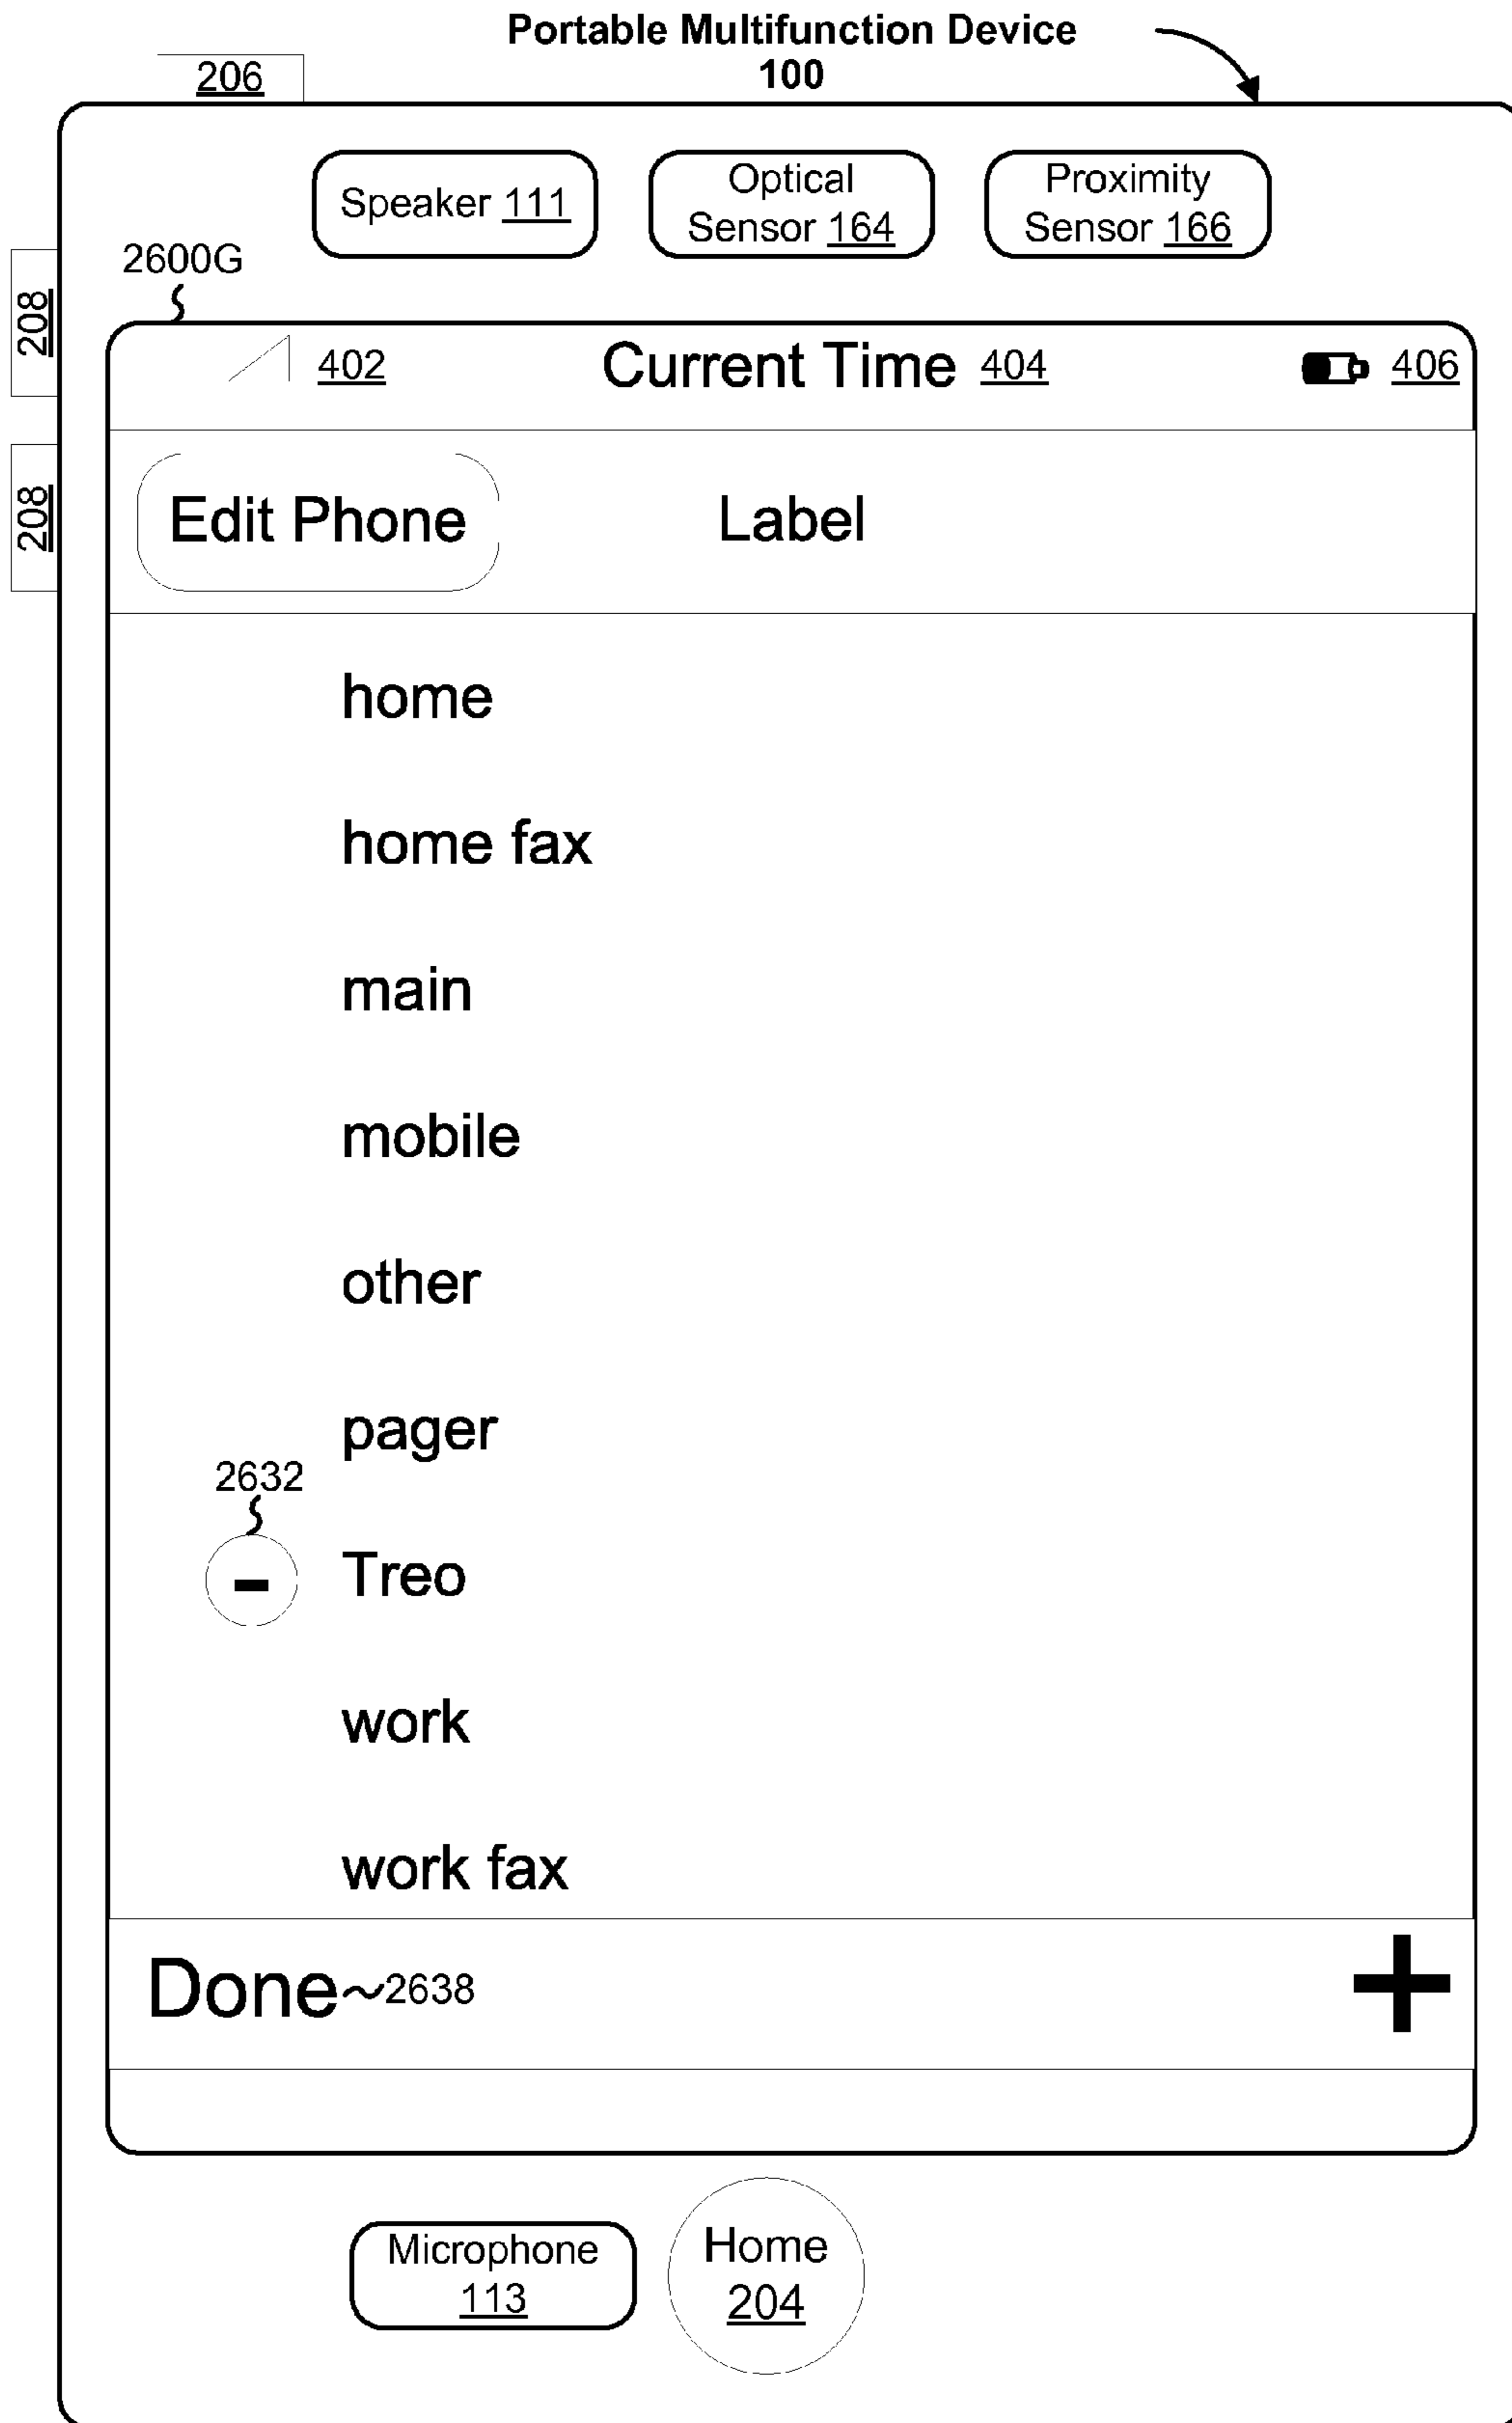 Portable Multifunction Device
100
206
Speaker 111
Optical
Sensor 164
Proximity
Sensor 166
2600G
208
402
Current Time 404
406
208
Edit Phone
Label
home
home fax
main
mobile
other
pager
2632
- Treo
work
work fax
Done~2638
+
Microphone
113
Home
204